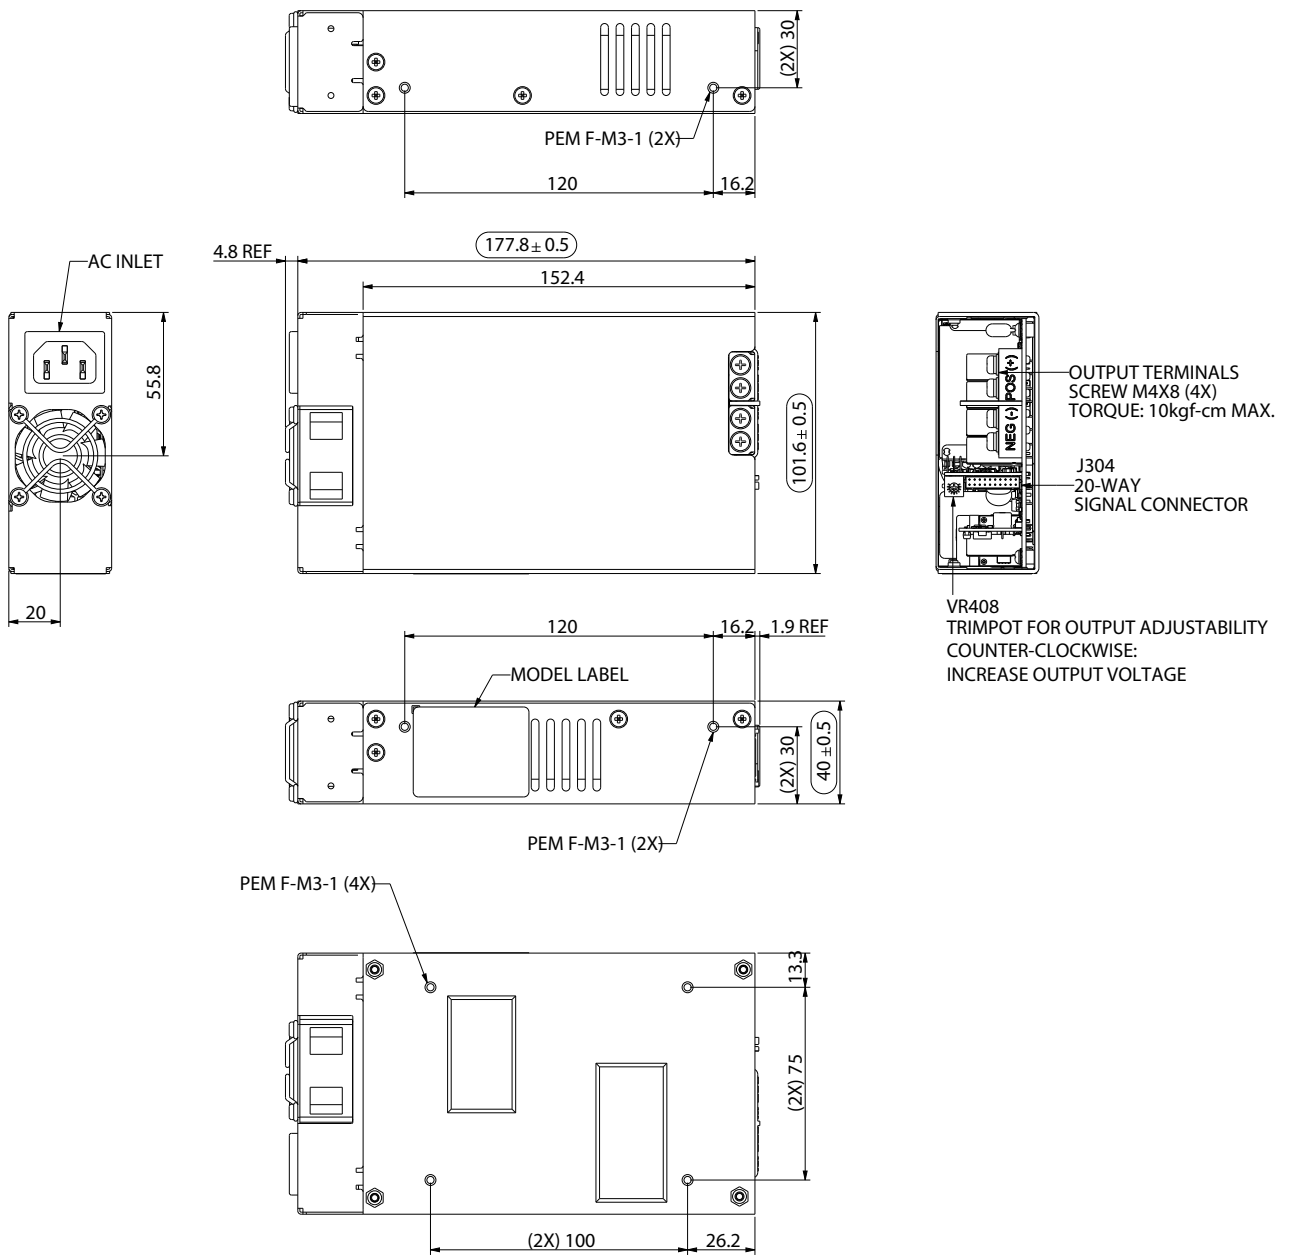 (2X) 30
PEM F-M3-1 (2X)
120
16.2
4.8 REF
177.8 ± 0.5
152.4
AC INLET
55.8
20
101.6 ± 0.5
POS (+)
NEG (-)
OUTPUT TERMINALS
SCREW M4X8 (4X)
TORQUE: 10kgf-cm MAX.
J304
20-WAY
SIGNAL CONNECTOR
VR408
TRIMPOT FOR OUTPUT ADJUSTABILITY
COUNTER-CLOCKWISE:
INCREASE OUTPUT VOLTAGE
120
16.2
1.9 REF
MODEL LABEL
(2X) 30
40 ± 0.5
PEM F-M3-1 (2X)
PEM F-M3-1 (4X)
13.3
(2X) 75
(2X) 100
26.2